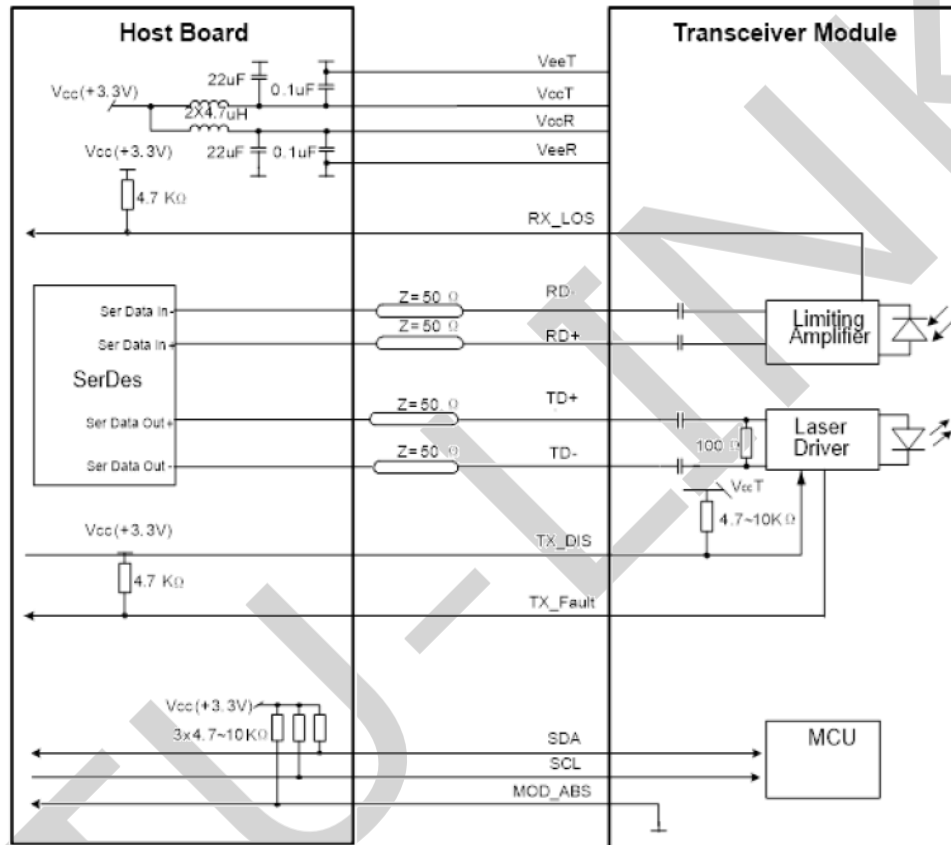 Host Board
Transceiver Module
VeeT
22uF
0.1uF
Vcc(+3.3V)
VccT
2X4.7uH
VccR
Vcc(+3.3V)
22uF
0.1uF
VeeR
4.7 KΩ
RX_LOS
Z=50 Ω
RD-
Ser Data In-
Limiting
Amplifier
Z=50 Ω
RD+
Ser Data In+
SerDes
TD+
Z=50 Ω
Ser Data Out+
Laser
Driver
100 Ω
Z=50 Ω
TD-
Ser Data Out-
VccT
4.7~10KΩ
Vcc(+3.3V)
TX_DIS
4.7 KΩ
TX_Fault
Vcc(+3.3V)
3x4.7~10KΩ
SDA
MCU
SCL
MOD_ABS
TU-LINK